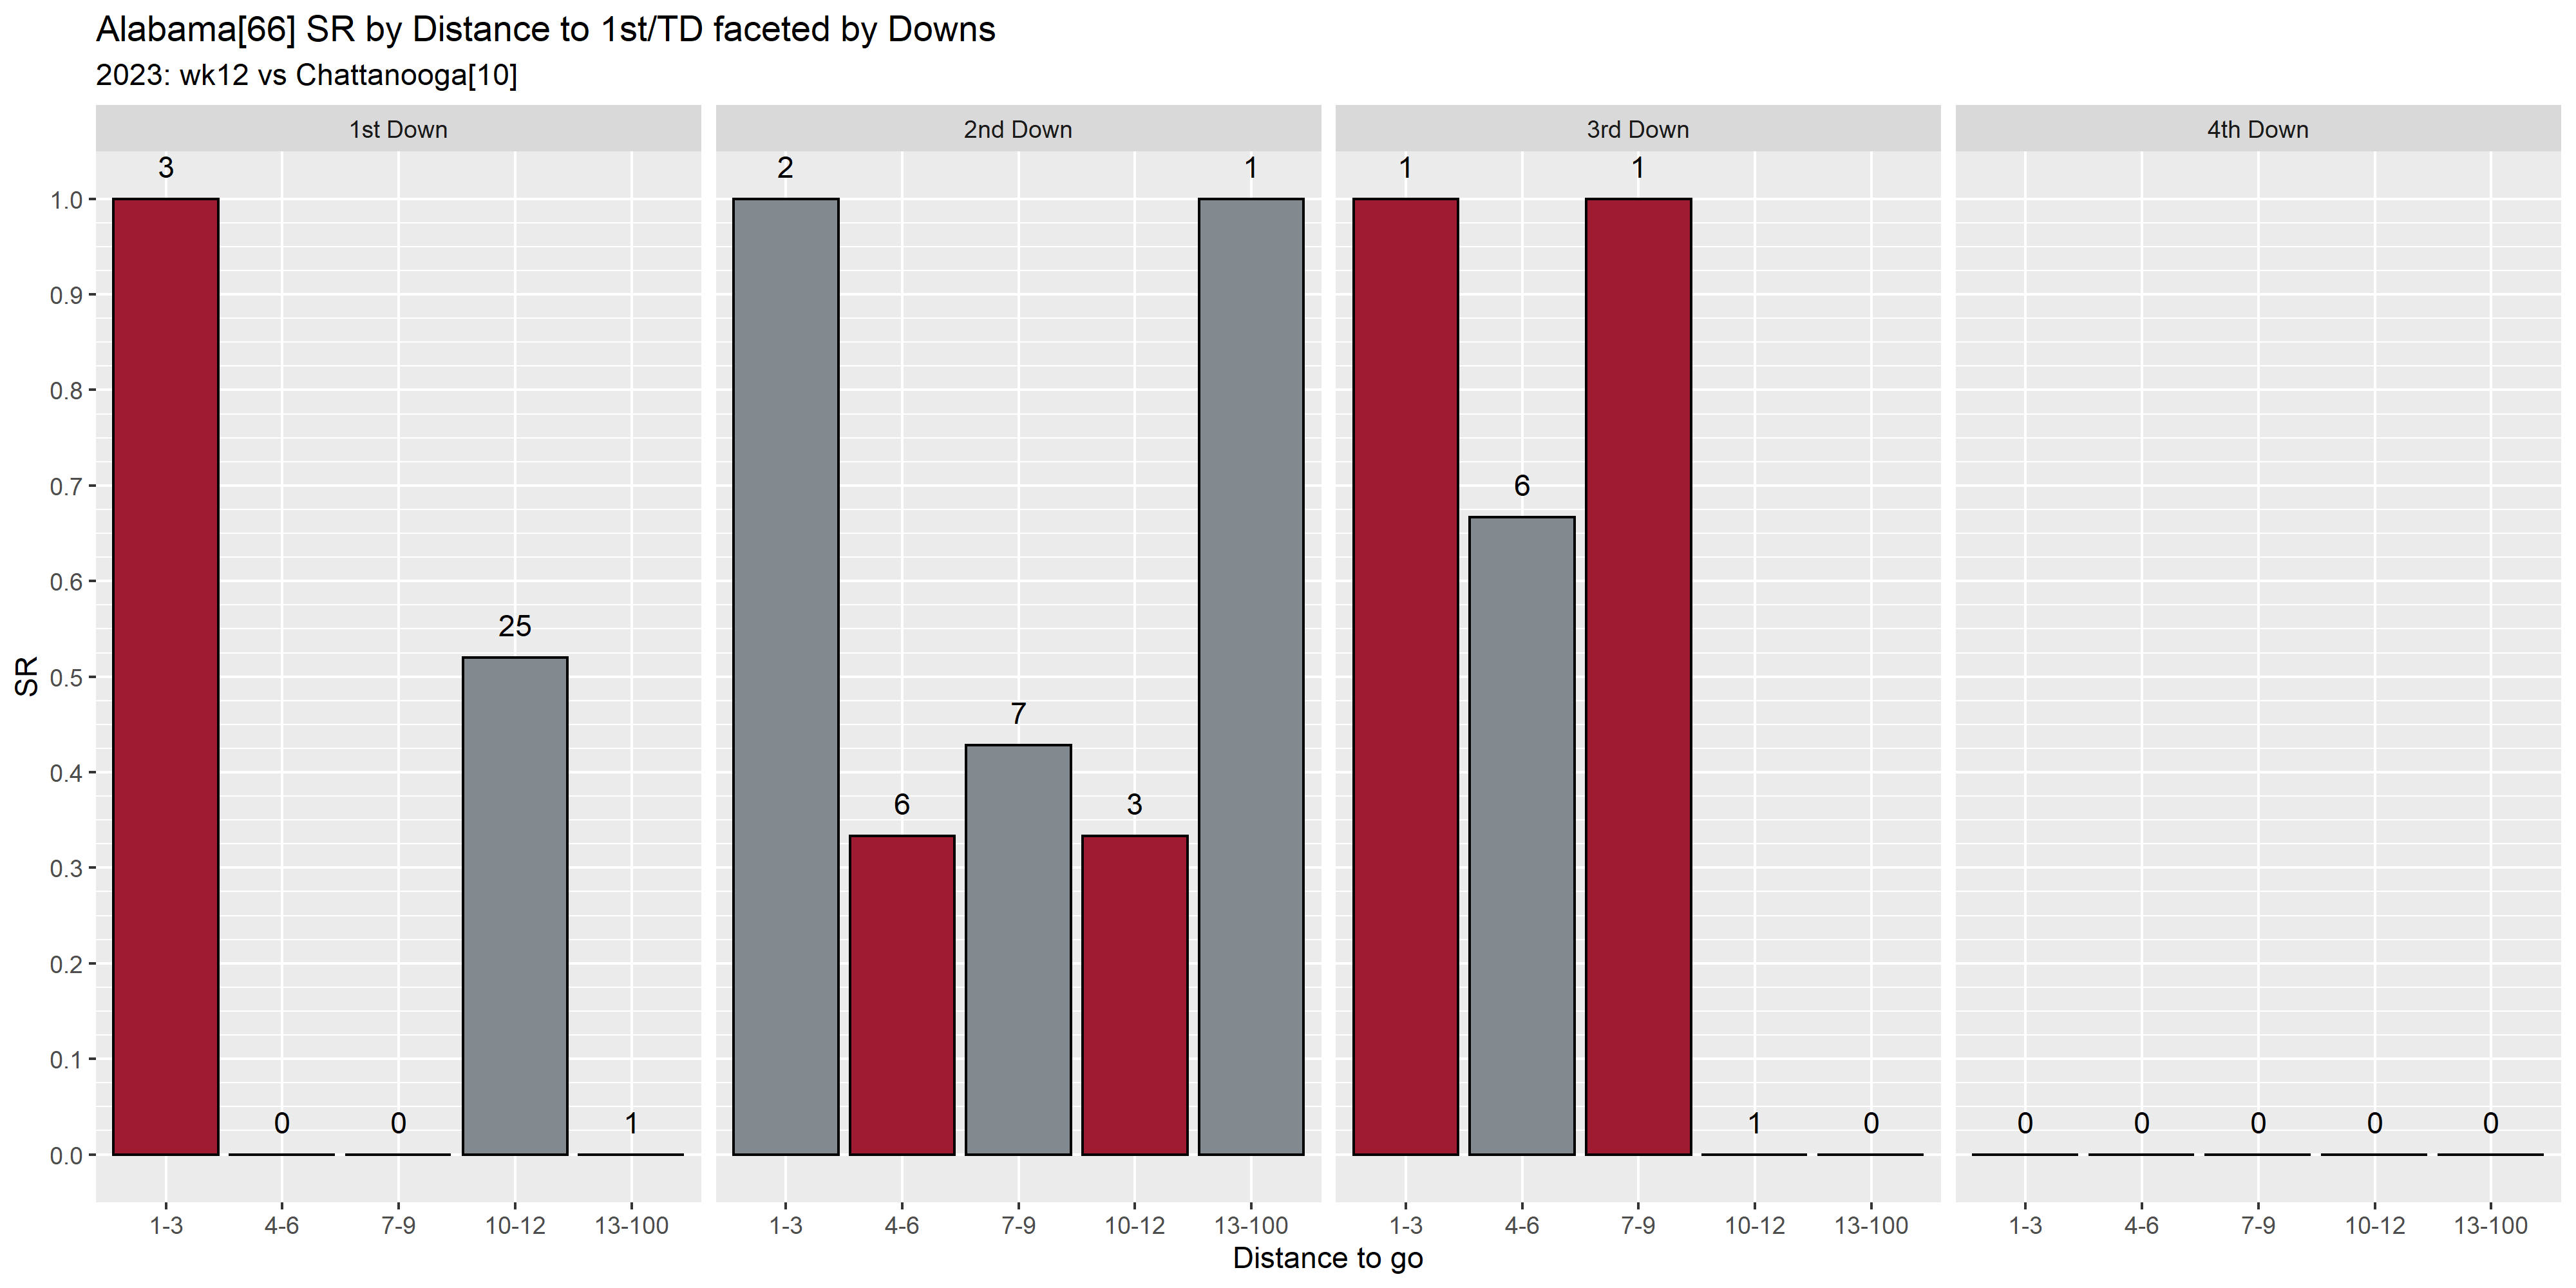 Alabama[66] SR by Distance to 1st/TD faceted by Downs
2023: wk12 vs Chattanooga[10]
1st Down
2nd Down
3rd Down
4th Down
SR
1.0
0.9
0.8
0.7
0.6
0.5
0.4
0.3
0.2
0.1
0.0
3 0 0 25 1
2 6 7 3 1
1 6 1 1 0
0 0 0 0 0
1-3 4-6 7-9 10-12 13-100
1-3 4-6 7-9 10-12 13-100
1-3 4-6 7-9 10-12 13-100
1-3 4-6 7-9 10-12 13-100
Distance to go